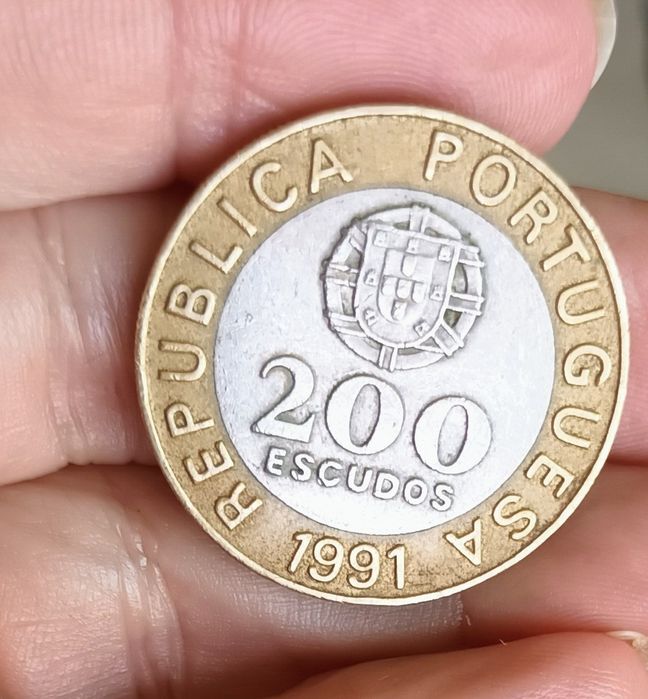 REPUBLICA PORTUGUESA
200
ESCUDOS
1991